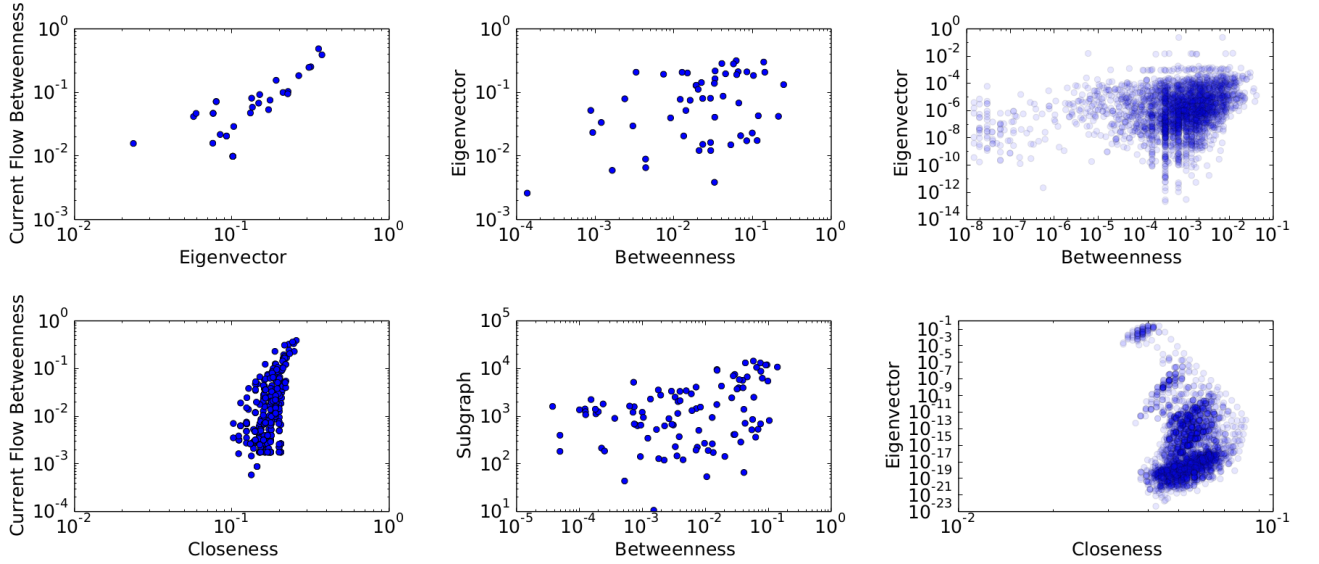 Current Flow Betweenness
10^0
10^-1
10^-2
10^-3
10^-2 10^-1 10^0
Eigenvector
Eigenvector
10^0
10^-1
10^-2
10^-3
10^-4 10^-3 10^-2 10^-1 10^0
Betweenness
Eigenvector
10^0
10^-2
10^-4
10^-6
10^-8
10^-10
10^-12
10^-14
10^-8 10^-7 10^-6 10^-5 10^-4 10^-3 10^-2 10^-1
Betweenness
Current Flow Betweenness
10^0
10^-1
10^-2
10^-3
10^-4
10^-2 10^-1 10^0
Closeness
Subgraph
10^5
10^4
10^3
10^2
10^1
10^-5 10^-4 10^-3 10^-2 10^-1 10^0
Betweenness
Eigenvector
10^-1
10^-3
10^-5
10^-7
10^-9
10^-11
10^-13
10^-15
10^-17
10^-19
10^-21
10^-23
10^-2 10^-1
Closeness